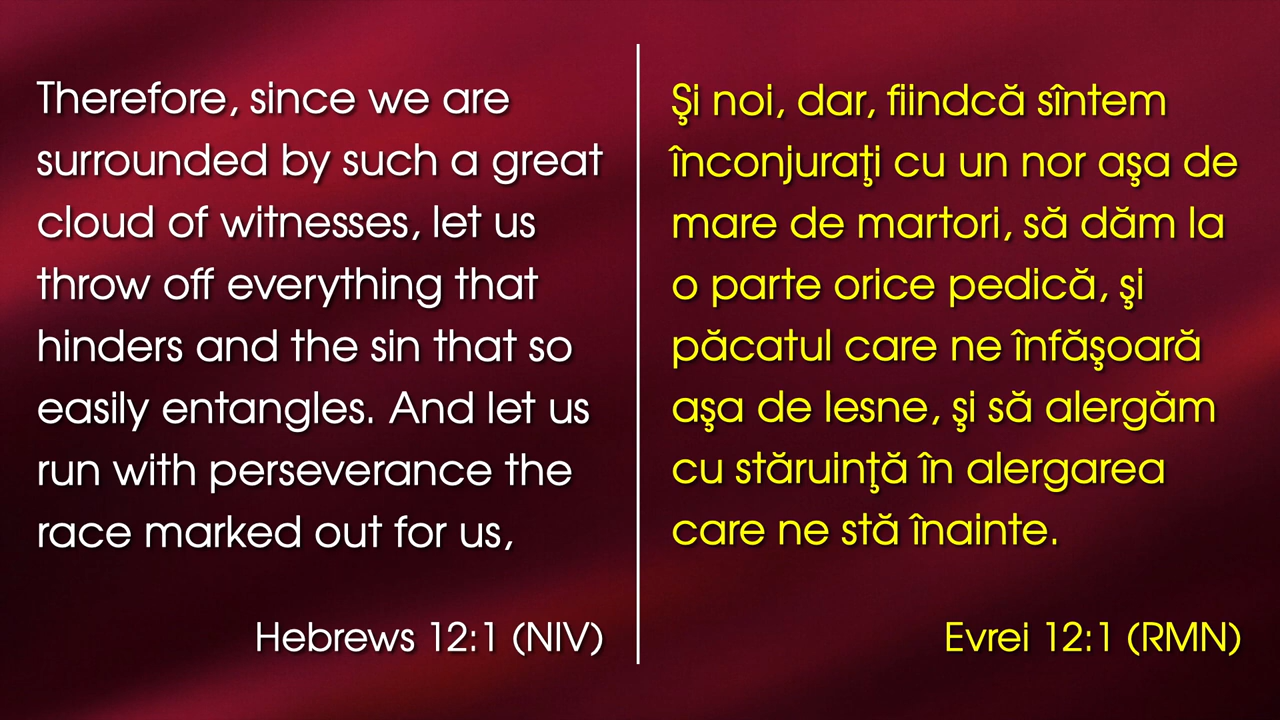 Therefore, since we are
surrounded by such a great
cloud of witnesses, let us
throw off everything that
hinders and the sin that so
easily entangles. And let us
run with perseverance the
race marked out for us,
Hebrews 12:1 (NIV)
Şi noi, dar, fiindcă sîntem
înconjuraţi cu un nor aşa de
mare de martori, să dăm la
o parte orice pedică, şi
păcatul care ne înfăşoară
aşa de lesne, şi să alergăm
cu stăruinţă în alergarea
care ne stă înainte.
Evrei 12:1 (RMN)